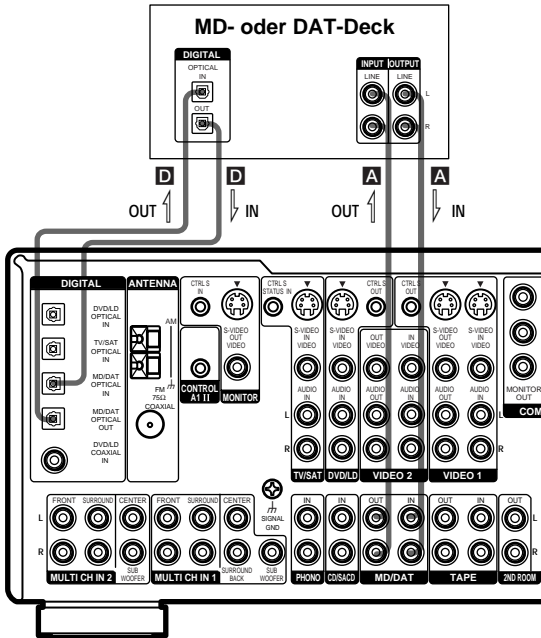 MD- oder DAT-Deck
DIGITAL
OPTICAL
IN
OUT
INPUT OUTPUT
LINE LINE
L
R
D D A A
OUT IN OUT IN
DIGITAL
DVD/LD
OPTICAL
IN
TV/SAT
OPTICAL
IN
MD/DAT
OPTICAL
IN
MD/DAT
OPTICAL
OUT
DVD/LD
COAXIAL
IN
ANTENNA
AM
FM
75Ω
COAXIAL
CTRL S
IN
S-VIDEO
OUT
VIDEO
CONTROL
A1 II
MONITOR
CTRL S
STATUS IN
CTRL S
OUT
CTRL S
OUT
S-VIDEO
IN
VIDEO
S-VIDEO
IN
VIDEO
OUT
VIDEO
IN
VIDEO
S-VIDEO
OUT
VIDEO
S-VIDEO
IN
VIDEO
AUDIO
IN
AUDIO
IN
AUDIO
OUT
AUDIO
IN
AUDIO
OUT
AUDIO
IN
L
R
L
R
TV/SAT DVD/LD VIDEO 2 VIDEO 1
MONITOR
OUT
COM
FRONT SURROUND CENTER FRONT SURROUND CENTER
SIGNAL
GND
IN IN OUT IN OUT IN OUT
L
R
SUB
WOOFER
SURROUND
BACK
SUB
WOOFER
MULTI CH IN 2 MULTI CH IN 1 PHONO CD/SACD MD/DAT TAPE 2ND ROOM